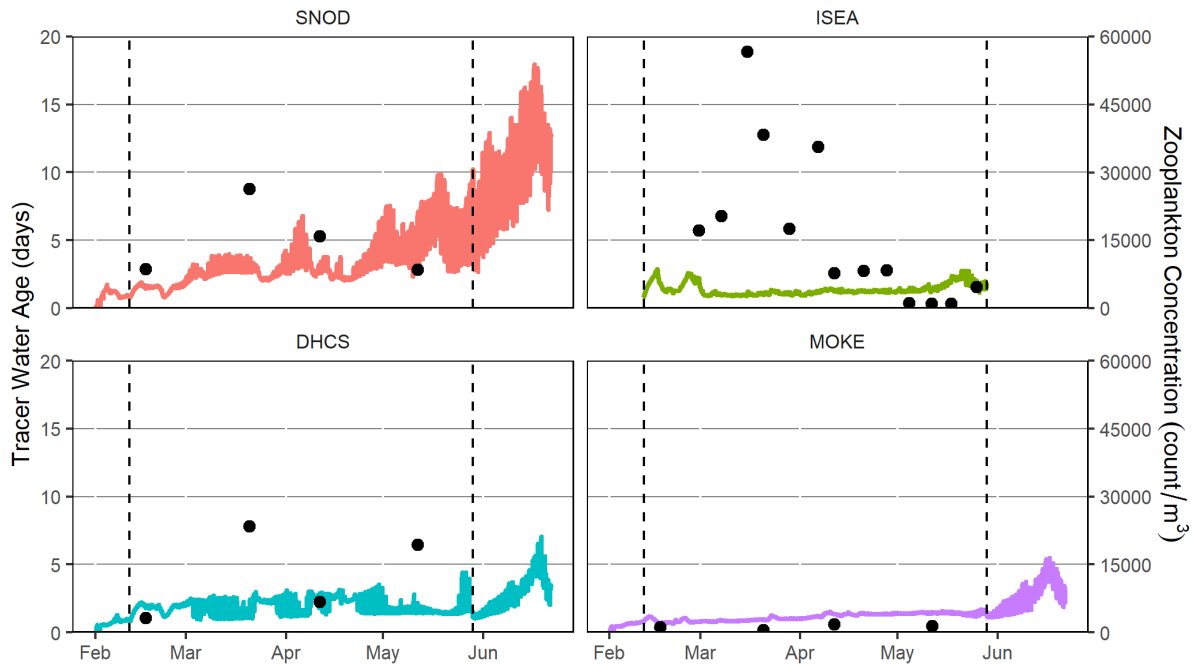 SNOD
ISEA
20
15
10
5
0
60000
45000
30000
15000
0
DHCS
MOKE
20
15
10
5
0
60000
45000
30000
15000
0
Feb Mar Apr May Jun
Feb Mar Apr May Jun
Tracer Water Age (days)
Zooplankton Concentration (count/m³)